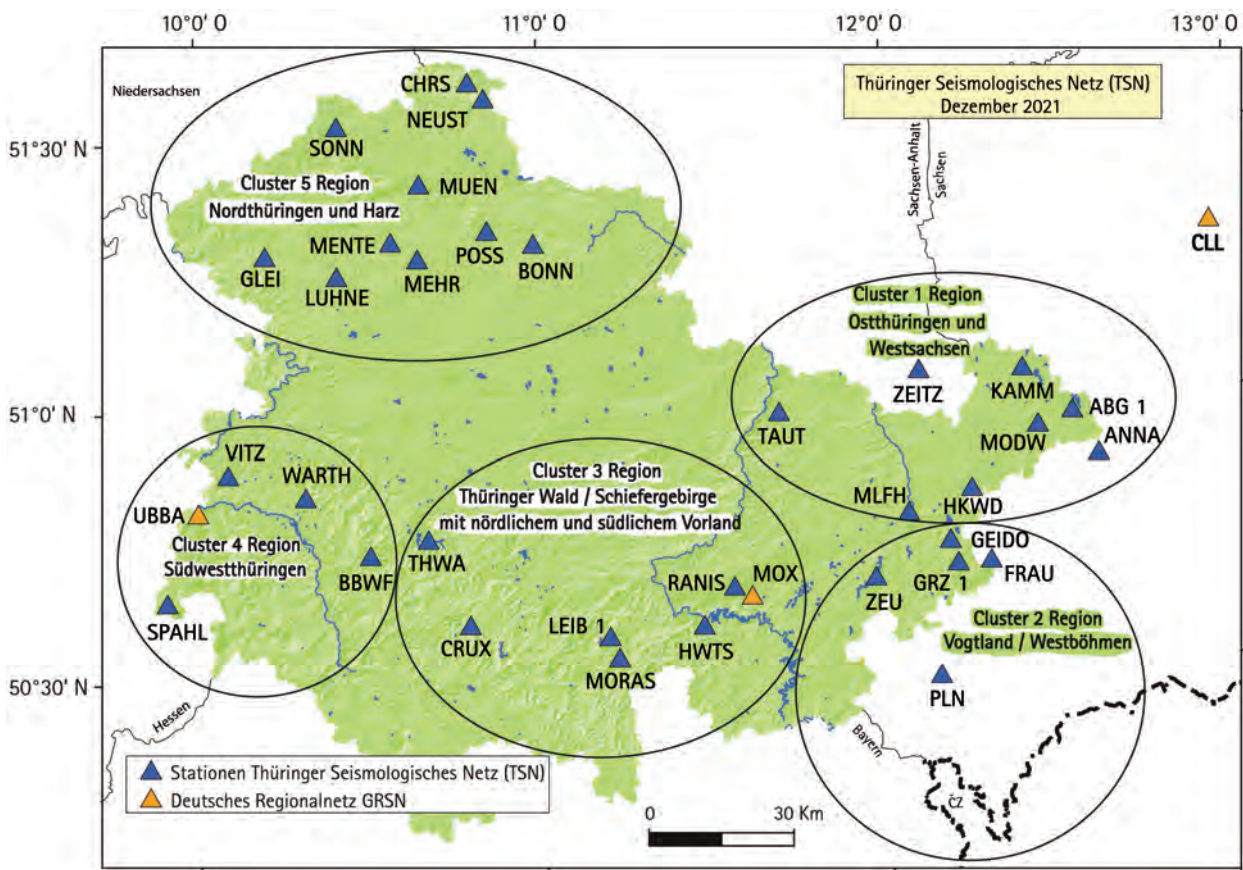 10°0′ 0
11°0′ 0
12°0′ 0
13°0′ 0
Niedersachsen
CHRS
NEUST
Thüringer Seismologisches Netz (TSN)
Dezember 2021
51°30′ N
SONN
Sachsen-Anhalt
Sachsen
Cluster 5 Region
Nordthüringen und Harz
MUEN
CLL
MENTE
POSS
BONN
GLEI
MEHR
LUHNE
Cluster 1 Region
Ostthüringen und
Westsachsen
ZEITZ
KAMM
51°0′ N
TAUT
ABG 1
MODW
ANNA
VITZ
WARTH
Cluster 3 Region
Thüringer Wald / Schiefergebirge
mit nördlichem und südlichem Vorland
MLFH
HKWD
UBBA
Cluster 4 Region
Südwestthüringen
THWA
BBWF
GEIDO
FRAU
GRZ 1
ZEU
RANIS
MOX
SPAHL
CRUX
LEIB 1
HWTS
MORAS
Cluster 2 Region
Vogtland / Westböhmen
PLN
50°30′ N
Hessen
Bayern
Stationen Thüringer Seismologisches Netz (TSN)
Deutsches Regionalnetz GRSN
0
30 Km
CZ